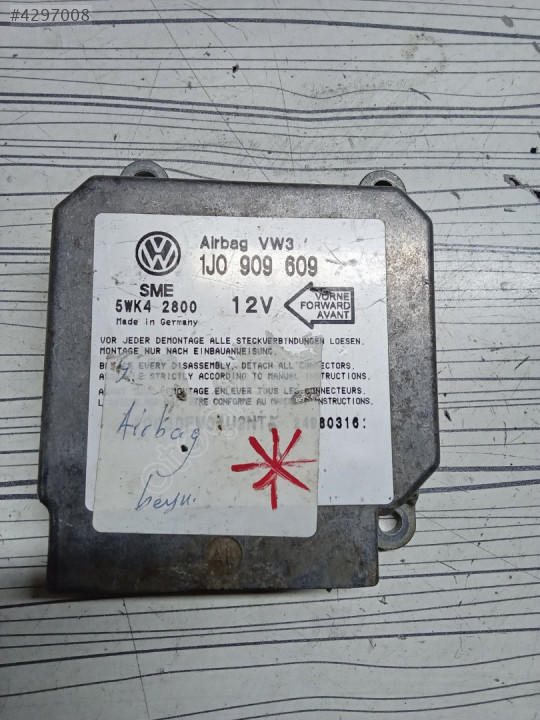 #4297008
Airbag VW3
1J0 909 609
SME
5WK4 2800
12V
VORNE
FORWARD
AVANT
Made in Germany
VOR JEDER DEMONTAGE ALLE STECKVERBINDUNGEN LOESEN.
MONTAGE NUR NACH EINBAUANWEISUNG.
EVERY DISASSEMBLY, DETACH ALL CONNECTORS.
STRICTLY ACCORDING TO MANUAL INSTRUCTIONS.
ENLEVER TOUS LES CONNECTEURS.
CONFORME AU INSTRUCTIONS.
Airbag
beyni